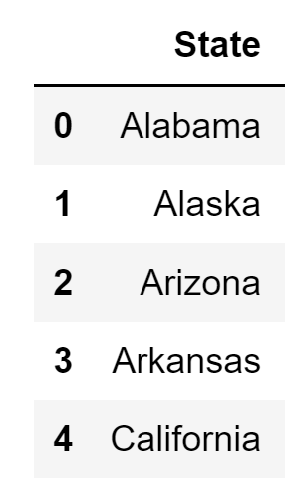 State
0 Alabama
1 Alaska
2 Arizona
3 Arkansas
4 California